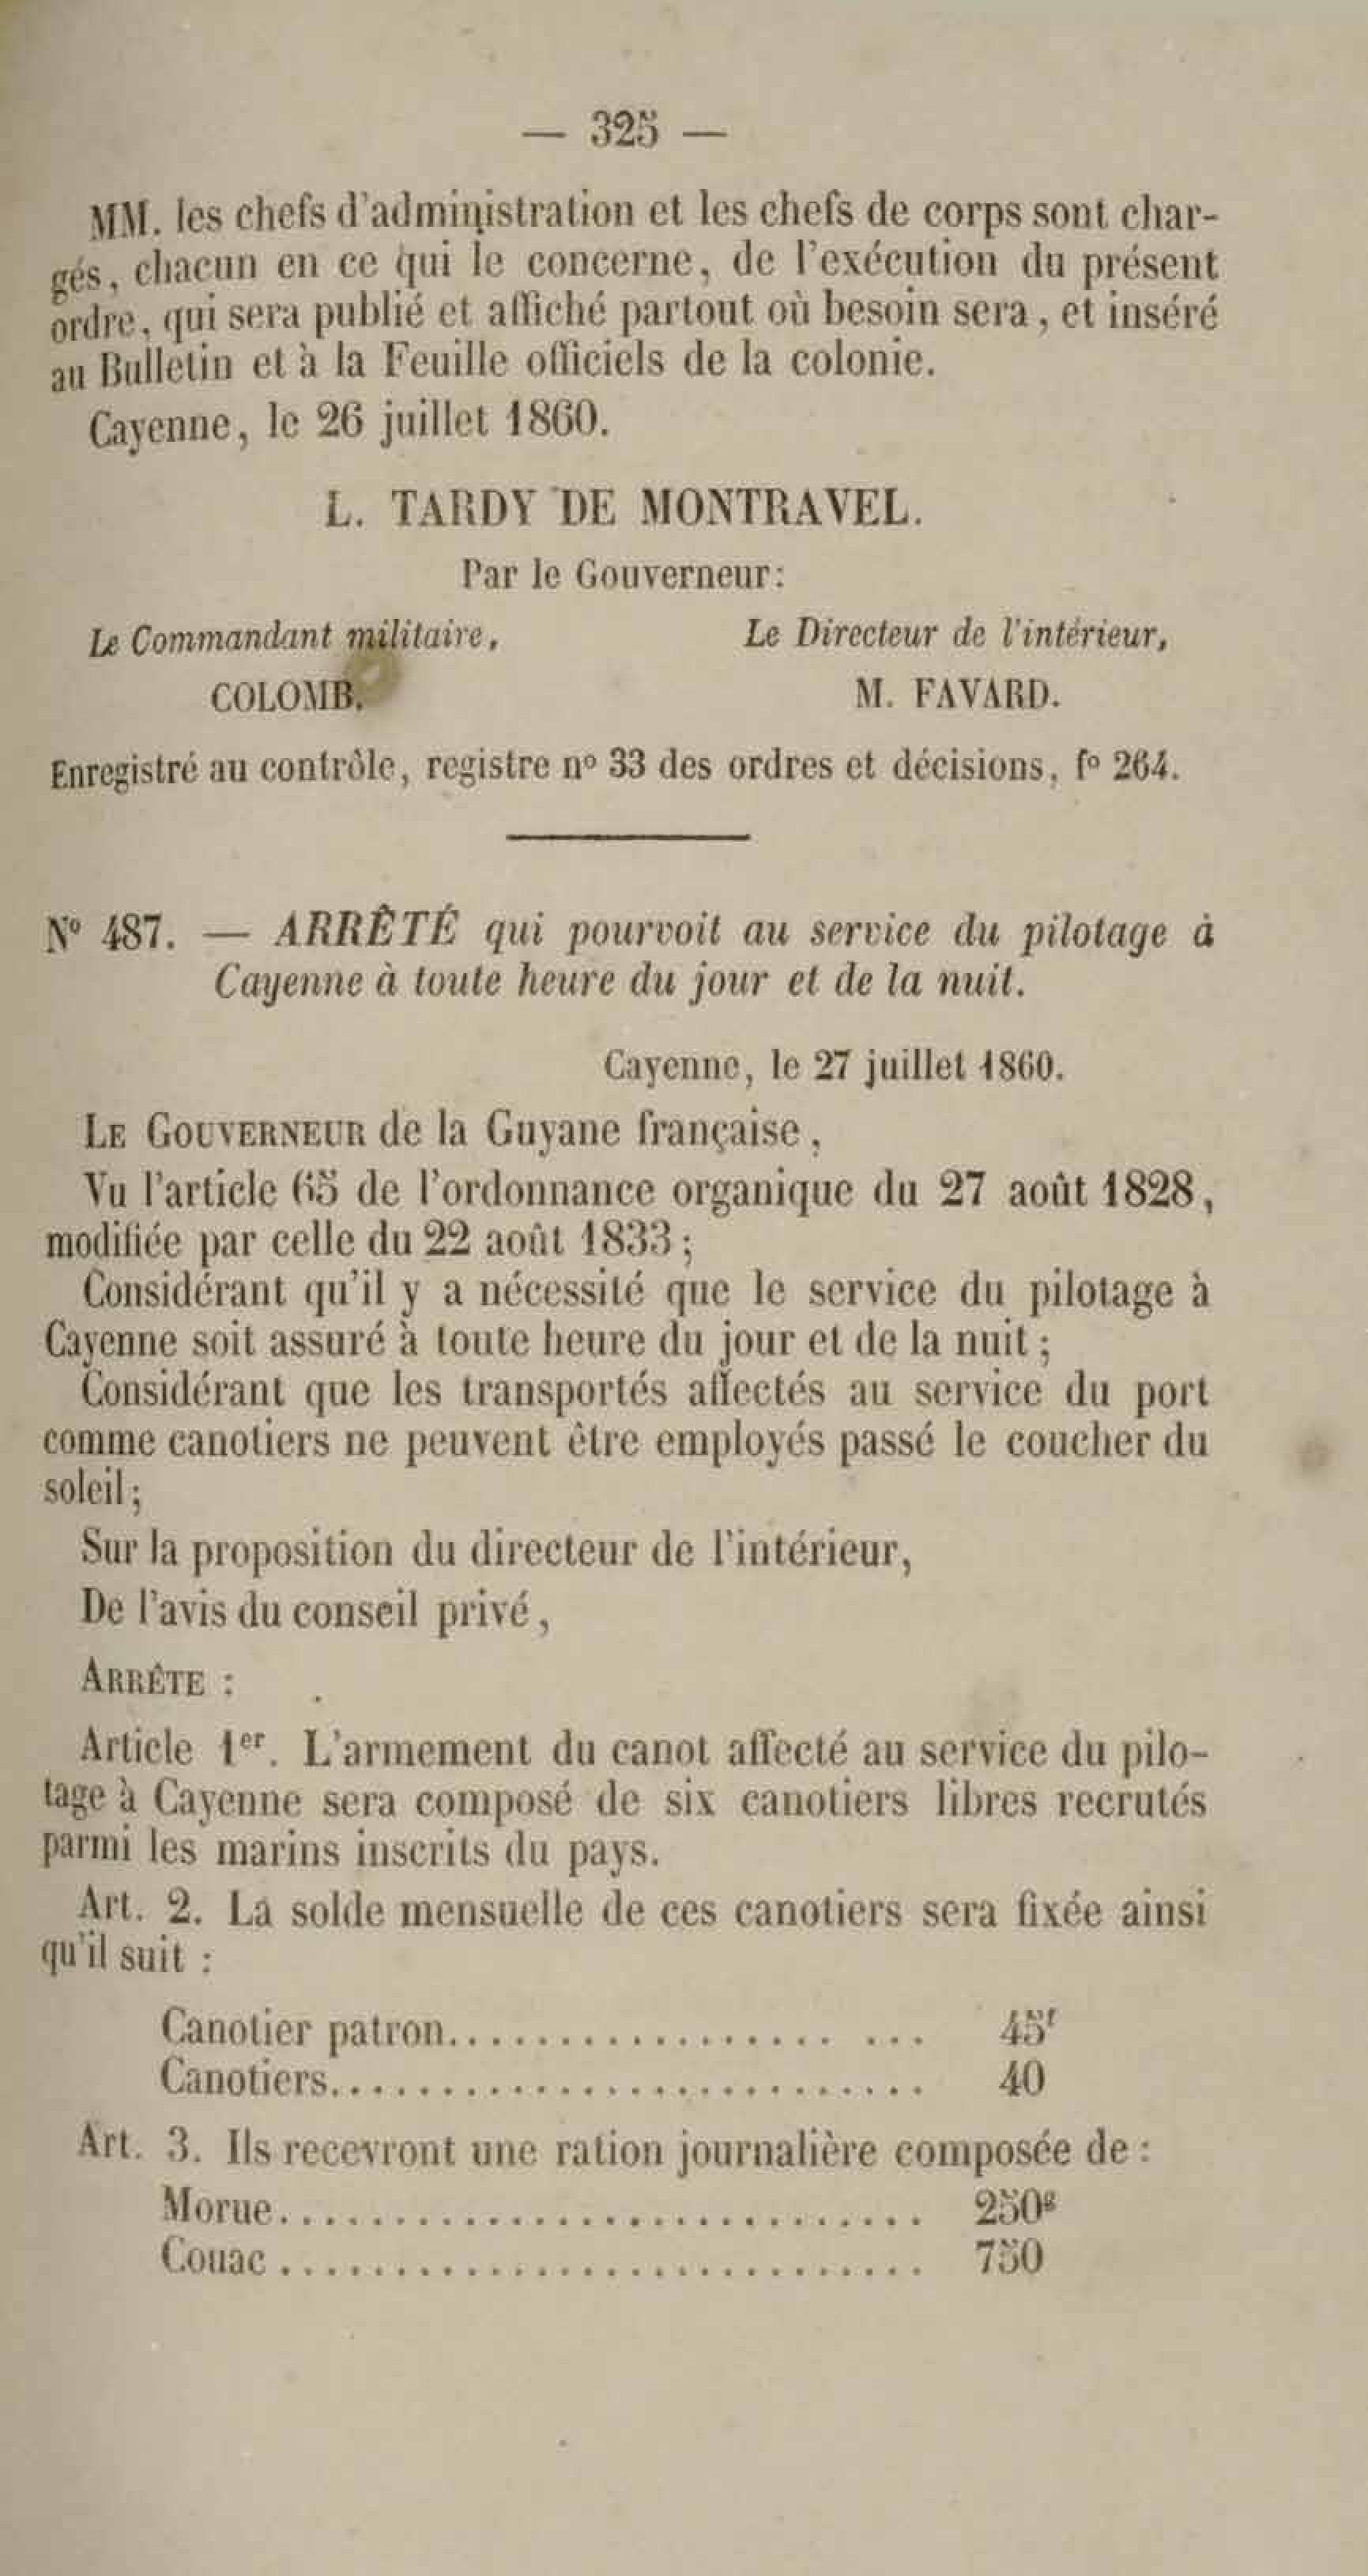 — 325 —
MM. les chefs d'administration et les chefs de corps sont char-
gés, chacun en ce qui le concerne, de l'exécution du présent
ordre, qui sera publié et affiché partout où besoin sera, et inséré
au Bulletin et à la Feuille officiels de la colonie.
Cayenne, le 26 juillet 1860.
L. TARDY DE MONTRAVEL.
Par le Gouverneur:
Le Commandant militaire, Le Directeur de l'intérieur,
COLOMB. M. FAVARD.
Enregistré au contrôle, registre nº 33 des ordres et décisions, fº 264.
Nº 487. — ARRÊTÉ qui pourvoit au service du pilotage à
Cayenne à toute heure du jour et de la nuit.
Cayenne, le 27 juillet 1860.
LE GOUVERNEUR de la Guyane française,
Vu l'article 65 de l'ordonnance organique du 27 août 1828,
modifiée par celle du 22 août 1833;
Considérant qu'il y a nécessité que le service du pilotage à
Cayenne soit assuré à toute heure du jour et de la nuit;
Considérant que les transportés affectés au service du port
comme canotiers ne peuvent être employés passé le coucher du
soleil;
Sur la proposition du directeur de l'intérieur,
De l'avis du conseil privé,
ARRÊTE :
Article 1er. L'armement du canot affecté au service du pilo-
tage à Cayenne sera composé de six canotiers libres recrutés
parmi les marins inscrits du pays.
Art. 2. La solde mensuelle de ces canotiers sera fixée ainsi
qu'il suit :
Canotier patron.................... 45f
Canotiers......................... 40
Art. 3. Ils recevront une ration journalière composée de :
Morue............................ 250g
Couac ............................ 750